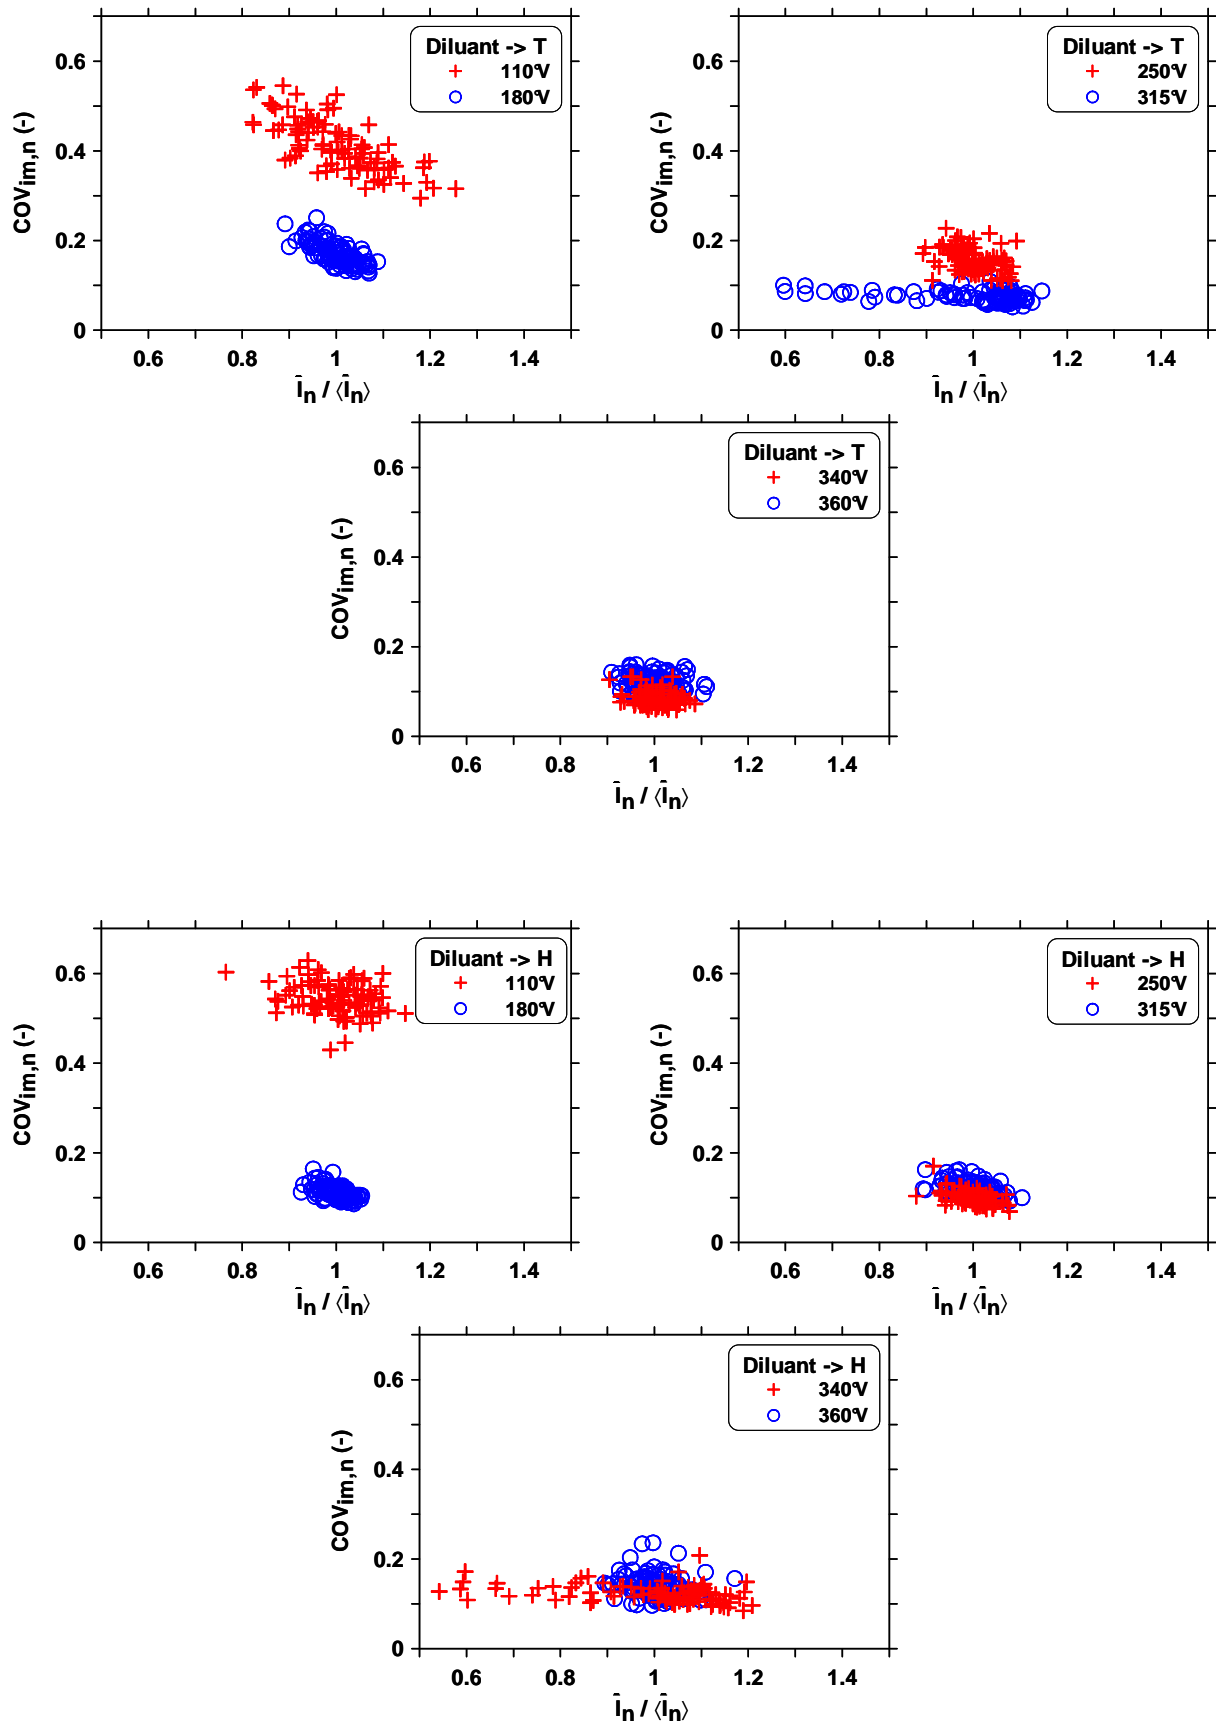 Diluant -> T
110°V
180°V
0.6
0.4
0.2
0
COVim,n (-)
0.6 0.8 1 1.2 1.4
În / ⟨În⟩
Diluant -> T
250°V
315°V
0.6
0.4
0.2
0
COVim,n (-)
0.6 0.8 1 1.2 1.4
În / ⟨În⟩
Diluant -> T
340°V
360°V
0.6
0.4
0.2
0
COVim,n (-)
0.6 0.8 1 1.2 1.4
În / ⟨În⟩
Diluant -> H
110°V
180°V
0.6
0.4
0.2
0
COVim,n (-)
0.6 0.8 1 1.2 1.4
În / ⟨În⟩
Diluant -> H
250°V
315°V
0.6
0.4
0.2
0
COVim,n (-)
0.6 0.8 1 1.2 1.4
În / ⟨În⟩
Diluant -> H
340°V
360°V
0.6
0.4
0.2
0
COVim,n (-)
0.6 0.8 1 1.2 1.4
În / ⟨În⟩